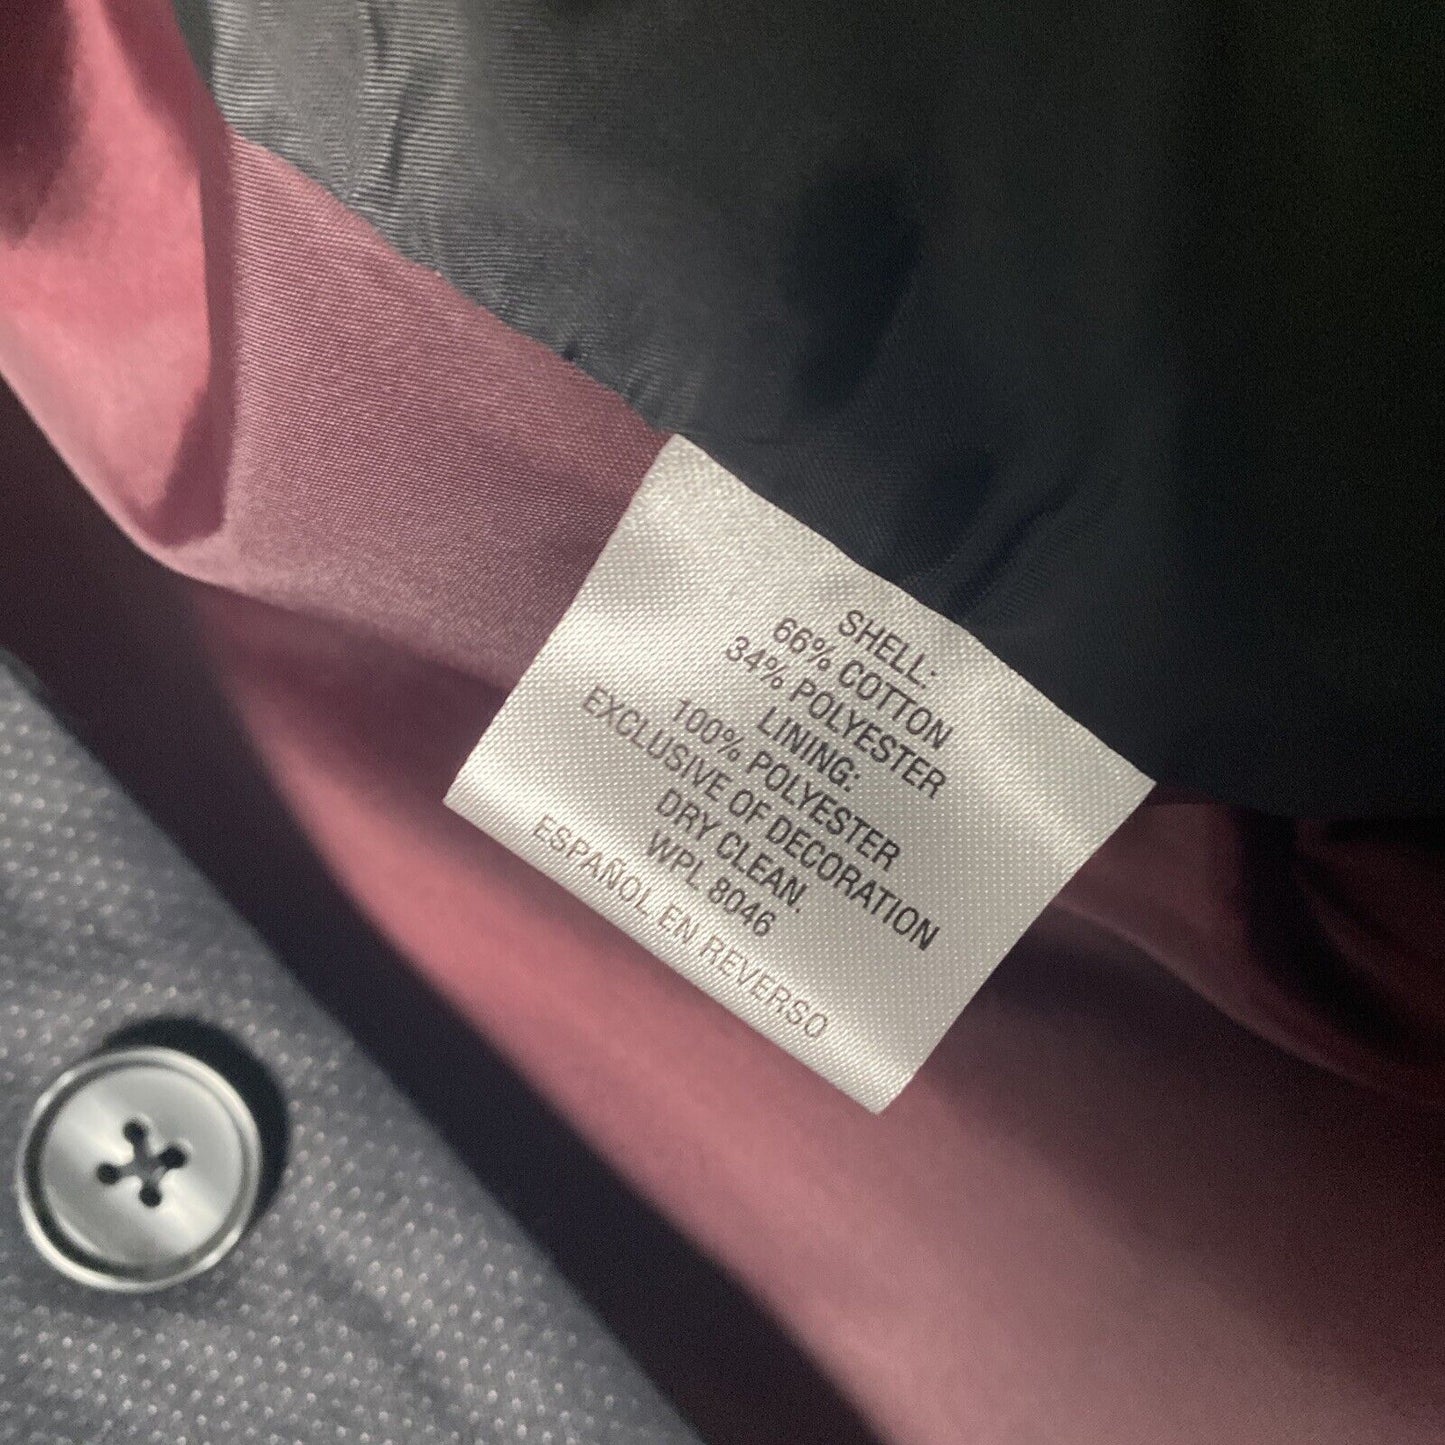 SHELL:
66% COTTON
34% POLYESTER
LINING:
100% POLYESTER
EXCLUSIVE OF DECORATION
DRY CLEAN.
WPL 8046
ESPAÑOL EN REVERSO